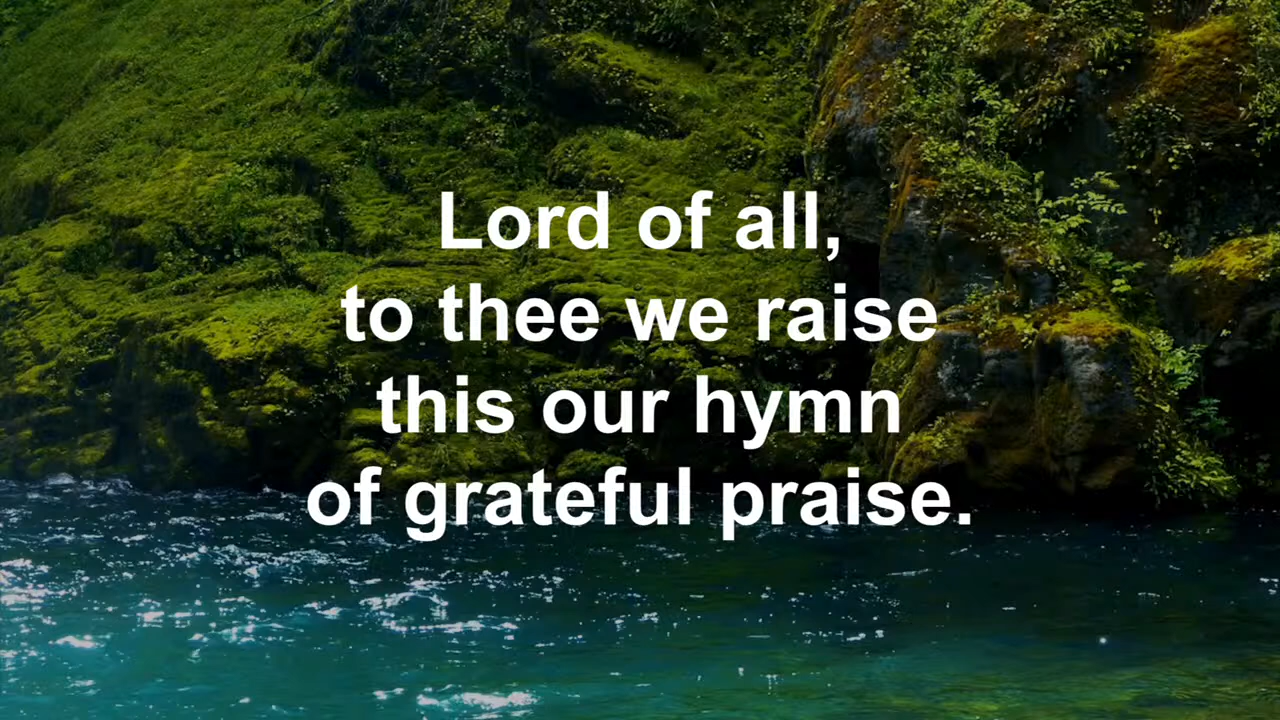 Lord of all,
to thee we raise
this our hymn
of grateful praise.